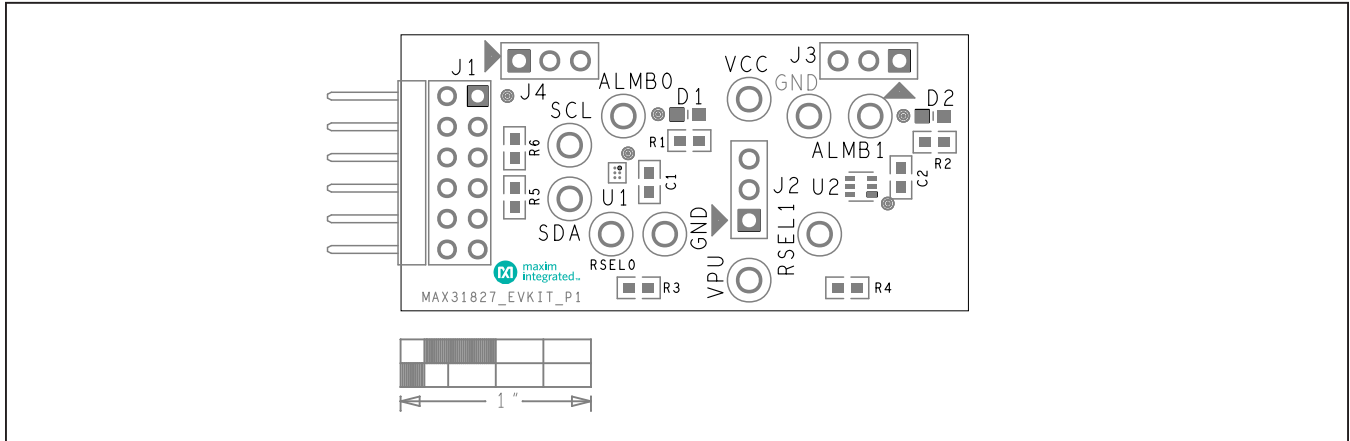 J1
J4
ALMB0
SCL
D1
VCC
J3
GND
D2
ALMB1
R6
R1
R2
R5
U1
C1
J2
U2
C2
SDA
RSEL0
GND
RSEL1
VPU
R3
R4
maxim
integrated™
MAX31827_EVKIT_P1
1"